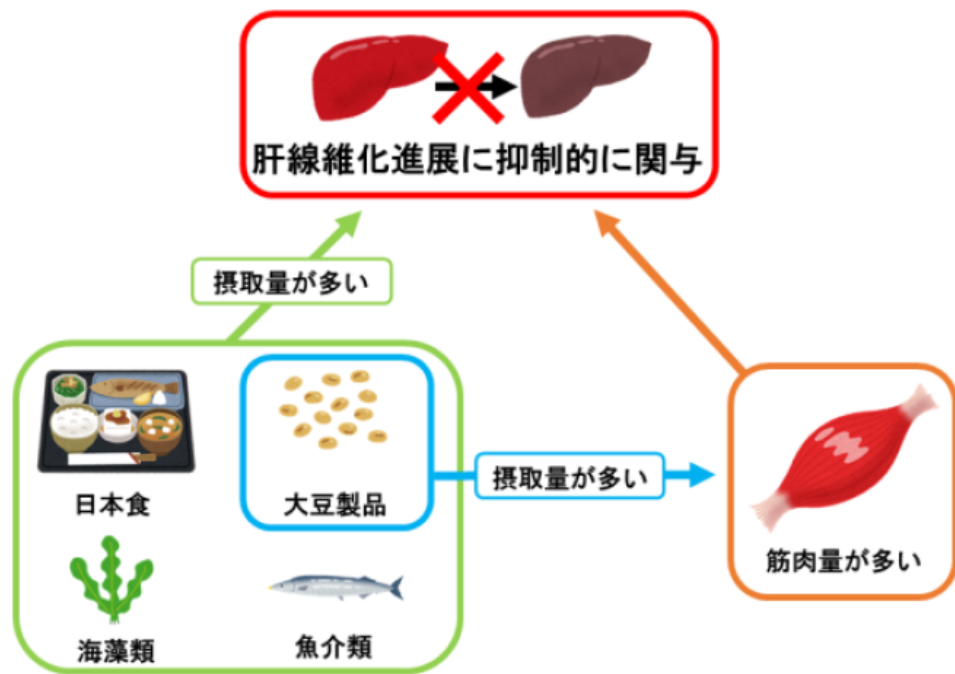 肝線維化進展に抑制的に関与
摂取量が多い
日本食
大豆製品
摂取量が多い
海藻類
魚介類
筋肉量が多い